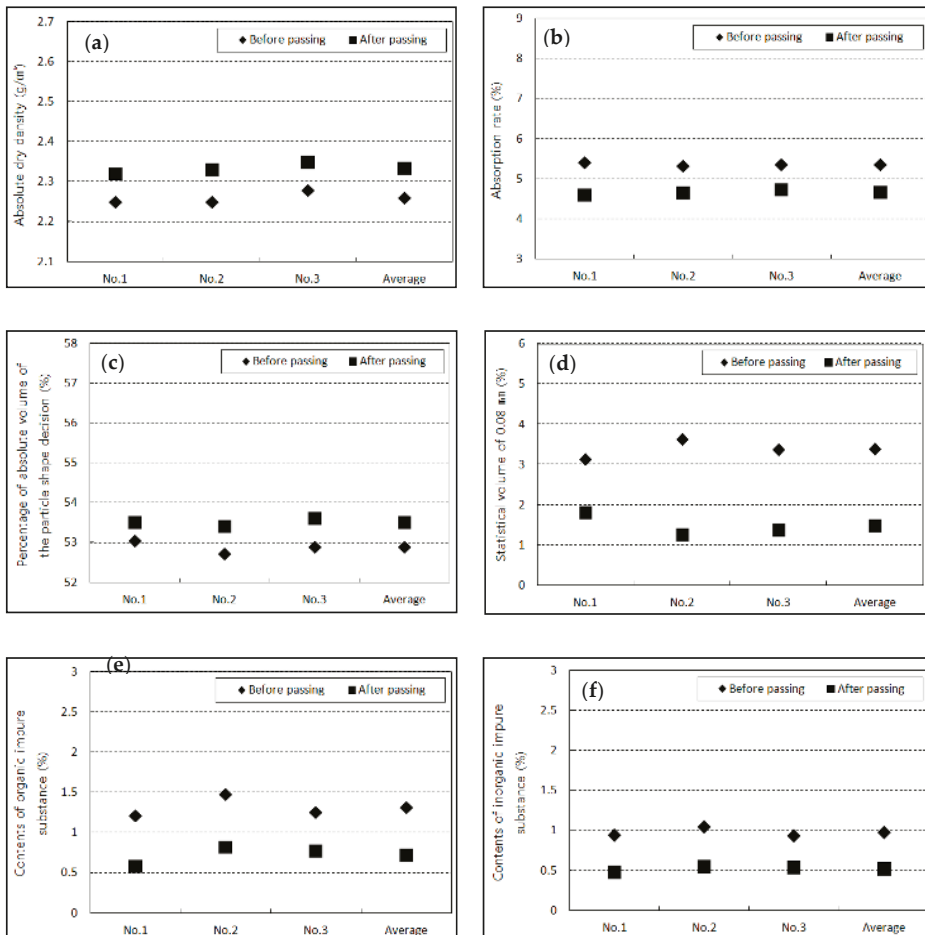 (a)
Before passing After passing
Absolute dry density (g/m³)
2.7
2.6
2.5
2.4
2.3
2.2
2.1
No.1 No.2 No.3 Average
(b)
Before passing After passing
Absorption rate (%)
9
8
7
6
5
4
3
No.1 No.2 No.3 Average
(c)
Before passing After passing
Percentage of absolute volume of
the particle shape decision (%)
58
57
56
55
54
53
52
No.1 No.2 No.3 Average
(d)
Before passing After passing
Statistical volume of 0.08 mm (%)
6
5
4
3
2
1
0
No.1 No.2 No.3 Average
(e)
Before passing After passing
Contents of organic impure
substance (%)
3
2.5
2
1.5
1
0.5
0
No.1 No.2 No.3 Average
(f)
Before passing After passing
Contents of inorganic impure
substance (%)
3
2.5
2
1.5
1
0.5
0
No.1 No.2 No.3 Average